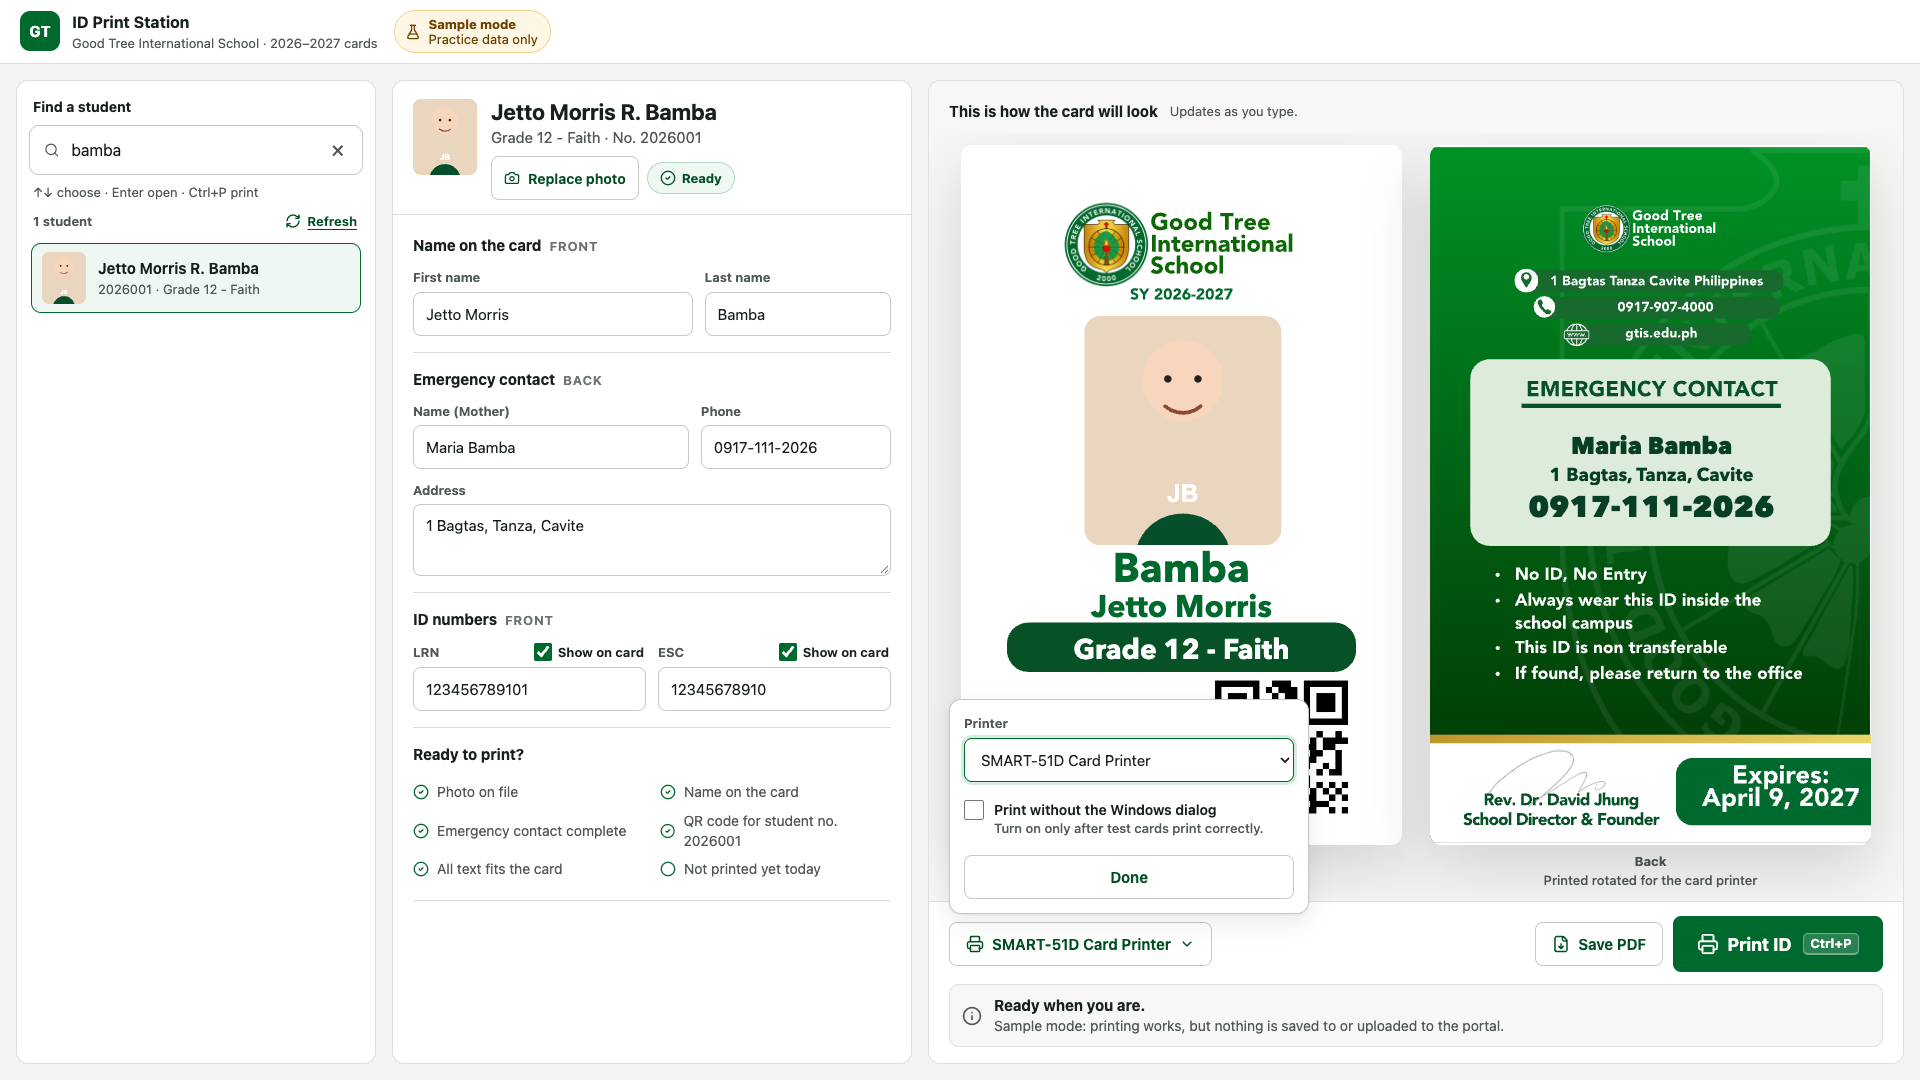 GT
ID Print Station
Good Tree International School · 2026–2027 cards
Sample mode
Practice data only
Find a student
bamba
↑↓ choose · Enter open · Ctrl+P print
1 student
Refresh
JB
Jetto Morris R. Bamba
2026001 · Grade 12 - Faith
Jetto Morris R. Bamba
Grade 12 - Faith · No. 2026001
Replace photo
Ready
Name on the card FRONT
First name
Last name
Jetto Morris
Bamba
Emergency contact BACK
Name (Mother)
Phone
Maria Bamba
0917-111-2026
Address
1 Bagtas, Tanza, Cavite
ID numbers FRONT
LRN
Show on card
ESC
Show on card
123456789101
12345678910
Ready to print?
Photo on file
Name on the card
Emergency contact complete
QR code for student no.
2026001
All text fits the card
Not printed yet today
This is how the card will look
Updates as you type.
GOOD TREE INTERNATIONAL SCHOOL
2000
Good Tree
International
School
SY 2026-2027
JB
Bamba
Jetto Morris
Grade 12 - Faith
Printer
SMART-51D Card Printer
Print without the Windows dialog
Turn on only after test cards print correctly.
Done
Good Tree
International
School
1 Bagtas Tanza Cavite Philippines
0917-907-4000
www.
gtis.edu.ph
EMERGENCY CONTACT
Maria Bamba
1 Bagtas, Tanza, Cavite
0917-111-2026
• No ID, No Entry
• Always wear this ID inside the
school campus
• This ID is non transferable
• If found, please return to the office
Rev. Dr. David Jhung
School Director & Founder
Expires:
April 9, 2027
Back
Printed rotated for the card printer
SMART-51D Card Printer
Save PDF
Print ID
Ctrl+P
Ready when you are.
Sample mode: printing works, but nothing is saved to or uploaded to the portal.